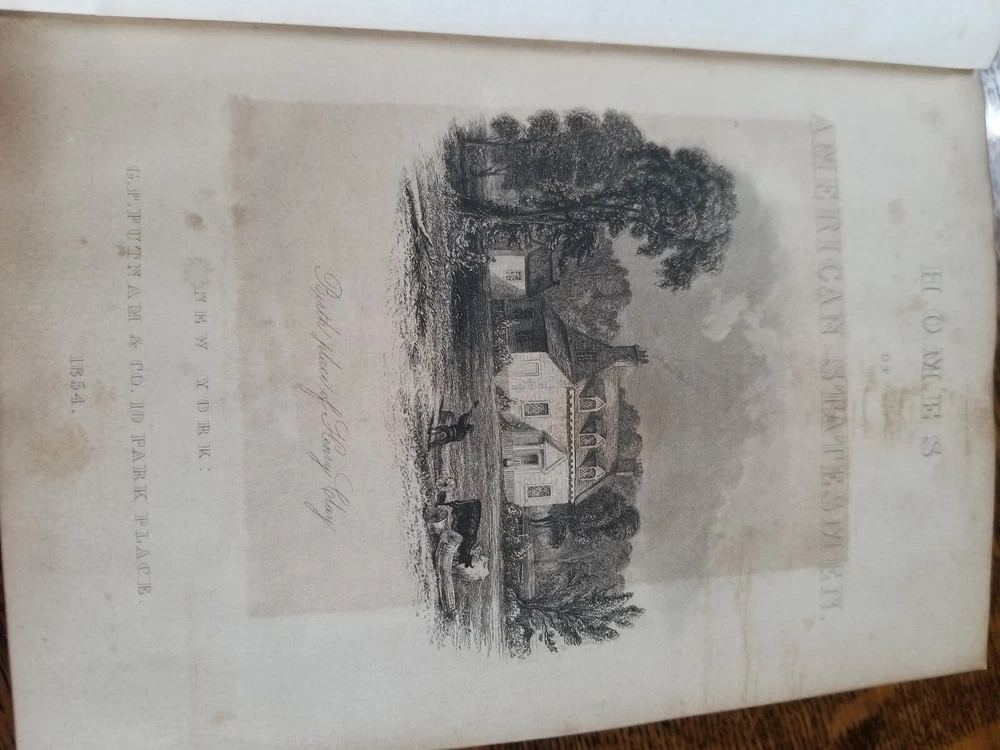 HOMES
OF
AMERICAN STATESMEN.
Birth place of Henry Clay
NEW YORK:
G.P. PUTNAM & CO. 10 PARK PLACE.
1854.